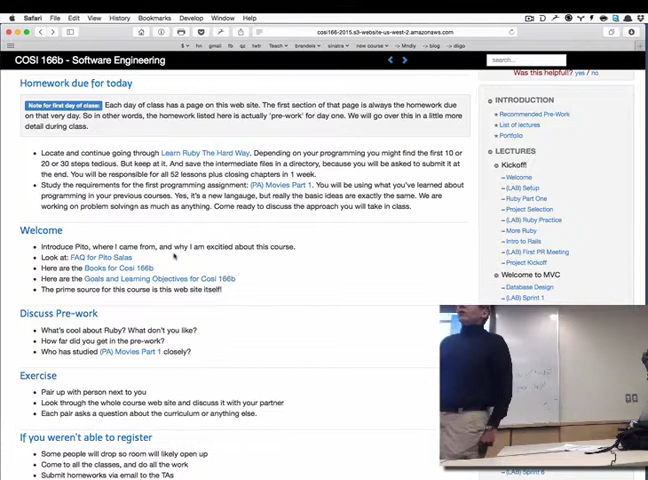 Safari File Edit View History Bookmarks Develop Window Help
cosi166-2015.s3-website-us-west-2.amazonaws.com
hn gmail fb qz twtr Teach brandeis sinatra new course Mndly blog diigo
COSI 166b - Software Engineering
search...
Homework due for today
Note for first day of class: Each day of class has a page on this web site. The first section of that page is always the homework due
on that very day. So in other words, the homework listed here is actually 'pre-work' for day one. We will go over this in a little more
detail during class.
Locate and continue going through Learn Ruby The Hard Way. Depending on your programming you might find the first 10 or
20 or 30 steps tedious. But keep at it. And save the intermediate files in a directory, because you will be asked to submit it at
the end. You will be responsible for all 52 lessons plus closing chapters in 1 week.
Study the requirements for the first programming assignment: (PA) Movies Part 1. You will be using what you've learned about
programming in your previous courses. Yes, it's a new langauge, but really the basic ideas are exactly the same. We are
working on problem solvingn as much as anything. Come ready to discuss the approach you will take in class.
Welcome
Introduce Pito, where I came from, and why I am excitied about this course.
Look at: FAQ for Pito Salas
Here are the Books for Cosi 166b
Here are the Goals and Learning Objectives for Cosi 166b
The prime source for this course is this web site itself!
Discuss Pre-work
What's cool about Ruby? What don't you like?
How far did you get in the pre-work?
Who has studied (PA) Movies Part 1 closely?
Exercise
Pair up with person next to you
Look through the whole course web site and discuss it with your partner
Each pair asks a question about the curriculum or anything else.
If you weren't able to register
Some people will drop so room will likely open up
Come to all the classes, and do all the work
Submit homeworks via email to the TAs
Was this helpful? yes / no
INTRODUCTION
Recommended Pre-Work
List of lectures
Portfolio
LECTURES
Kickoff!
Welcome
(LAB) Setup
Ruby Part One
Project Selection
(LAB) Ruby Practice
More Ruby
Intro to Rails
(LAB) First PR Meeting
Project Kickoff
Welcome to MVC
Database Design
(LAB) Sprint 1
(LAB) Sprint 6